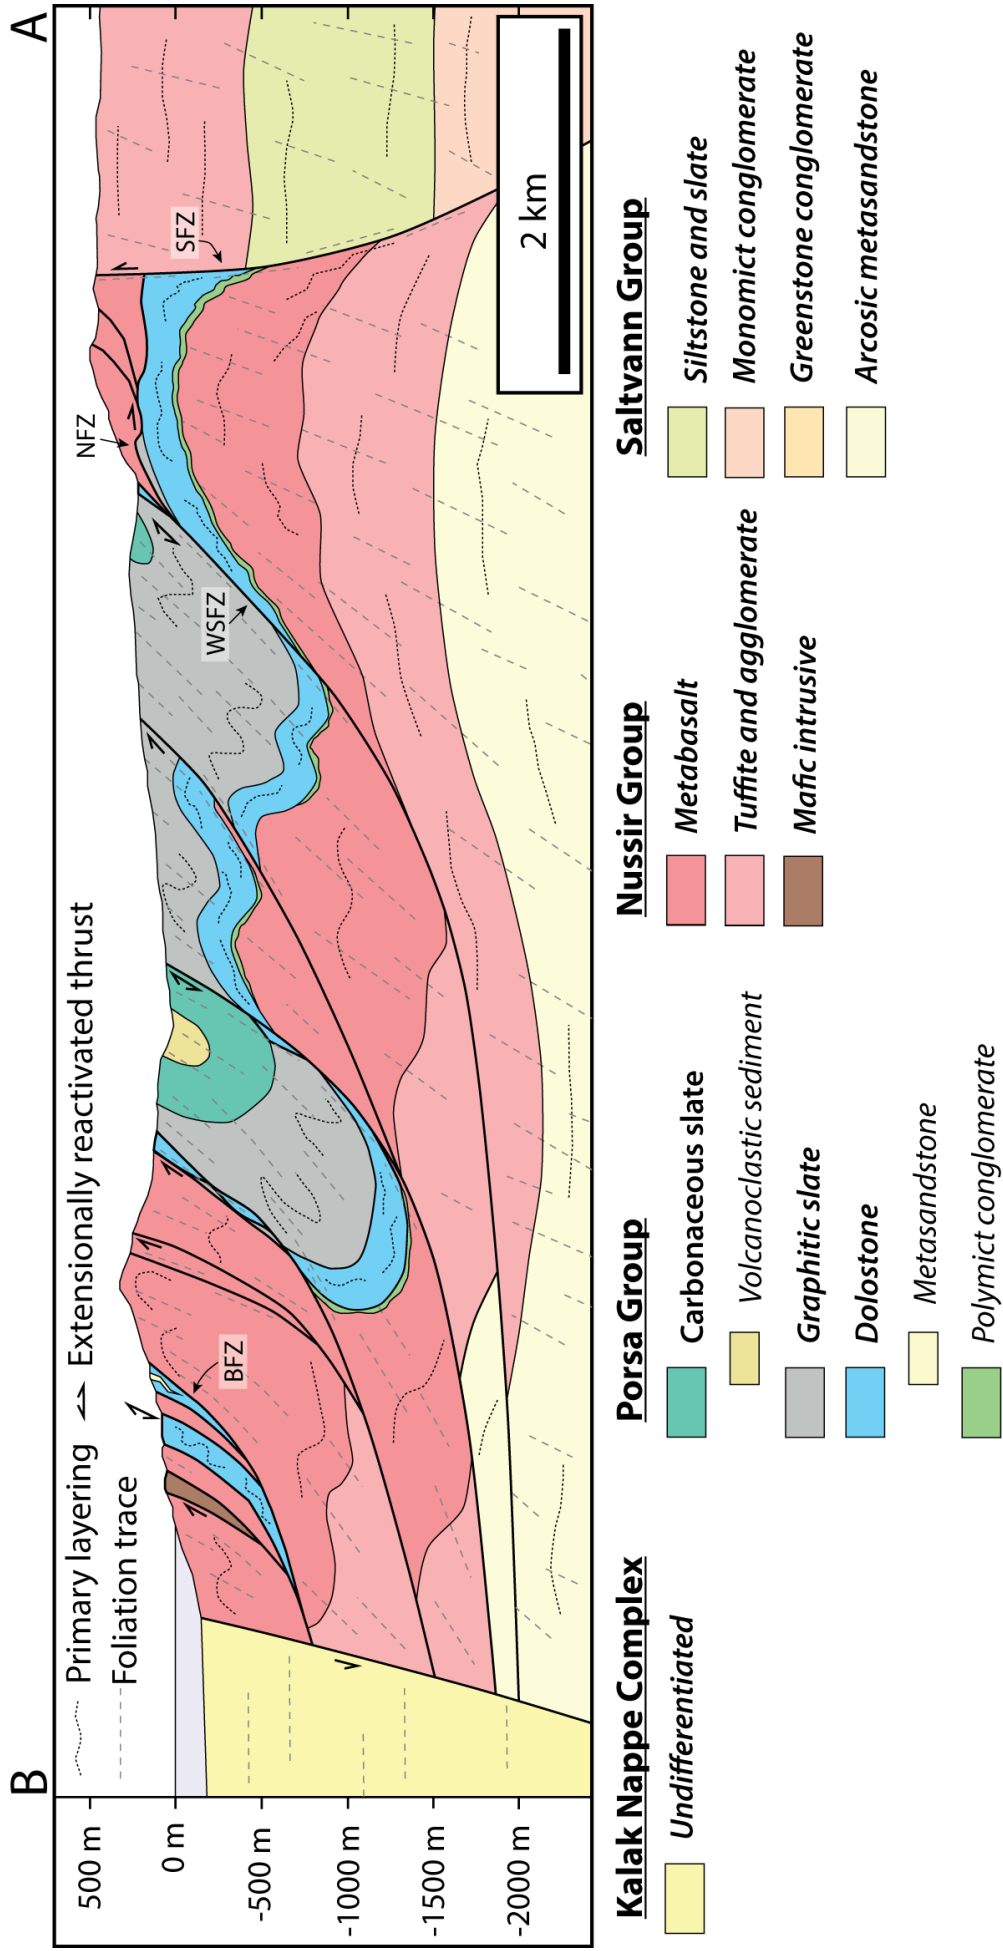 B
A
Primary layering
Extensionally reactivated thrust
Foliation trace
500 m
0 m
-500 m
-1000 m
-1500 m
-2000 m
BFZ
WSFZ
NFZ
SFZ
2 km
Kalak Nappe Complex
Undifferentiated
Porsa Group
Carbonaceous slate
Volcanoclastic sediment
Graphitic slate
Dolostone
Metasandstone
Polymict conglomerate
Nussir Group
Metabasalt
Tuffite and agglomerate
Mafic intrusive
Saltvann Group
Siltstone and slate
Monomict conglomerate
Greenstone conglomerate
Arcosic metasandstone